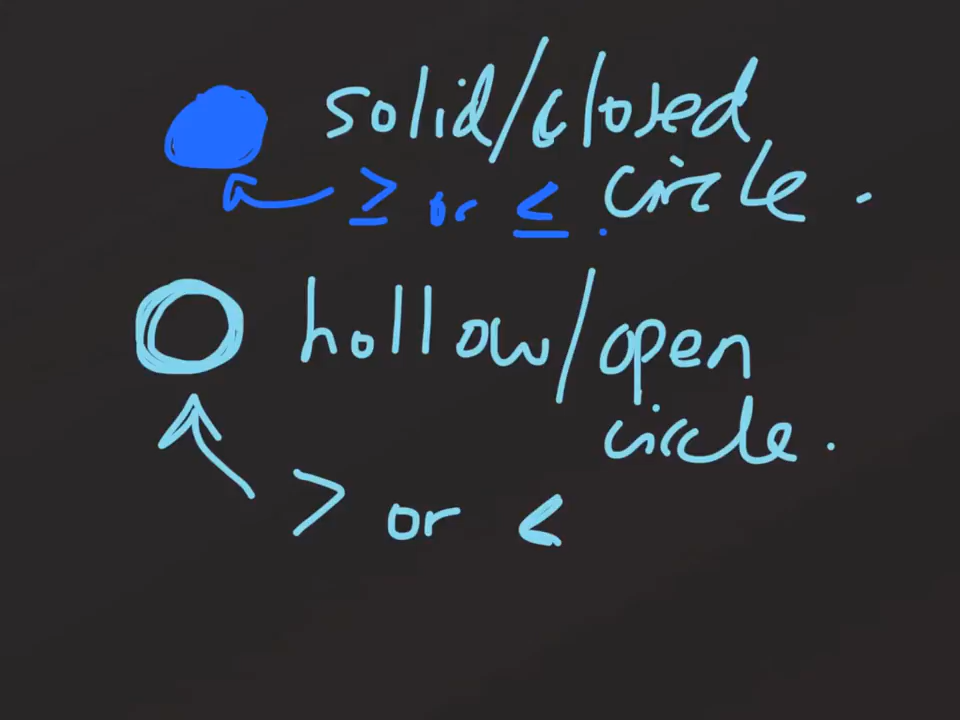 solid/closed
circle.
≥ or ≤.
hollow/open
circle.
> or <